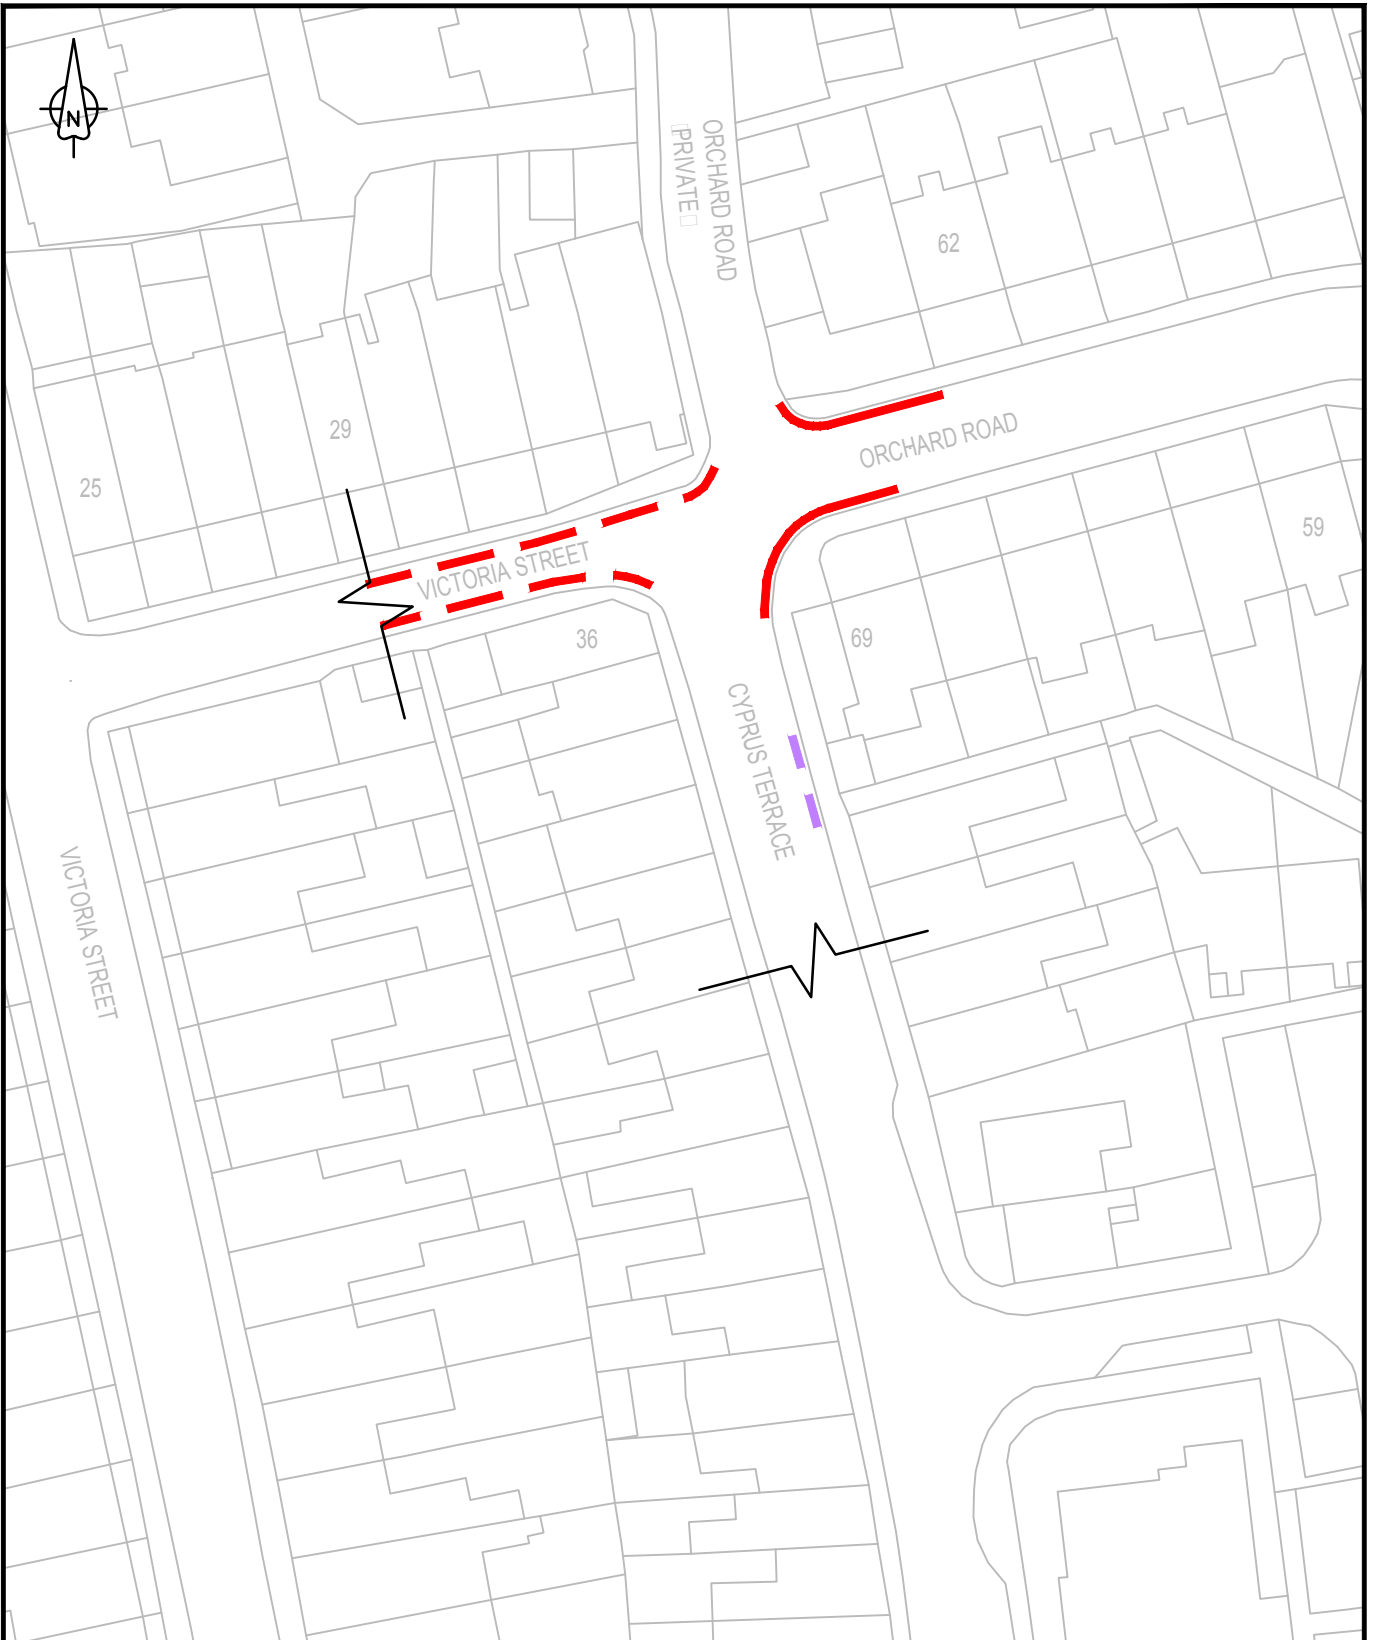 N
ORCHARD ROAD
PRIVATE
62
29
ORCHARD ROAD
25
59
VICTORIA STREET
36
69
CYPRUS TERRACE
VICTORIA STREET